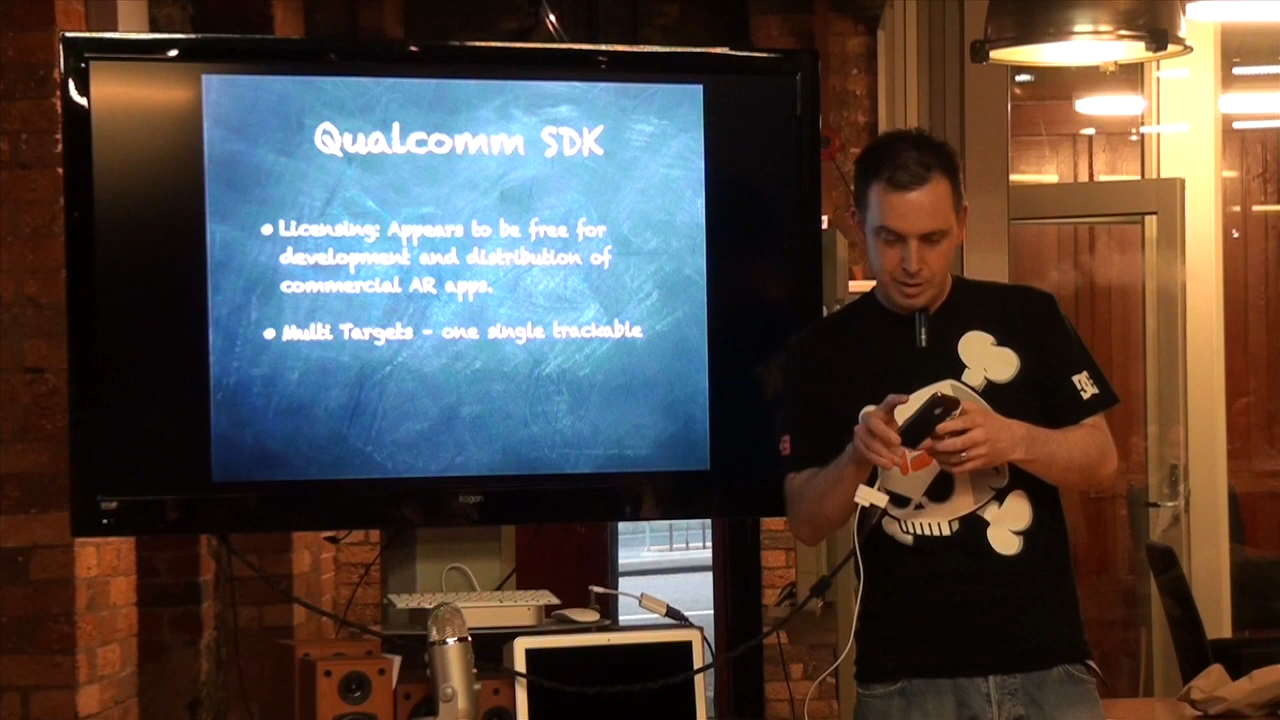 Qualcomm SDK
• Licensing: Appears to be free for
development and distribution of
commercial AR apps.
• Multi Targets - one single trackable
kogan